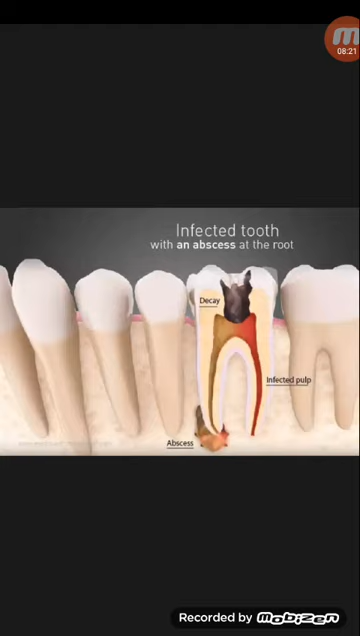 08:21
Infected tooth
with an abscess at the root
Decay
Infected pulp
Abscess
Recorded by Mobizen